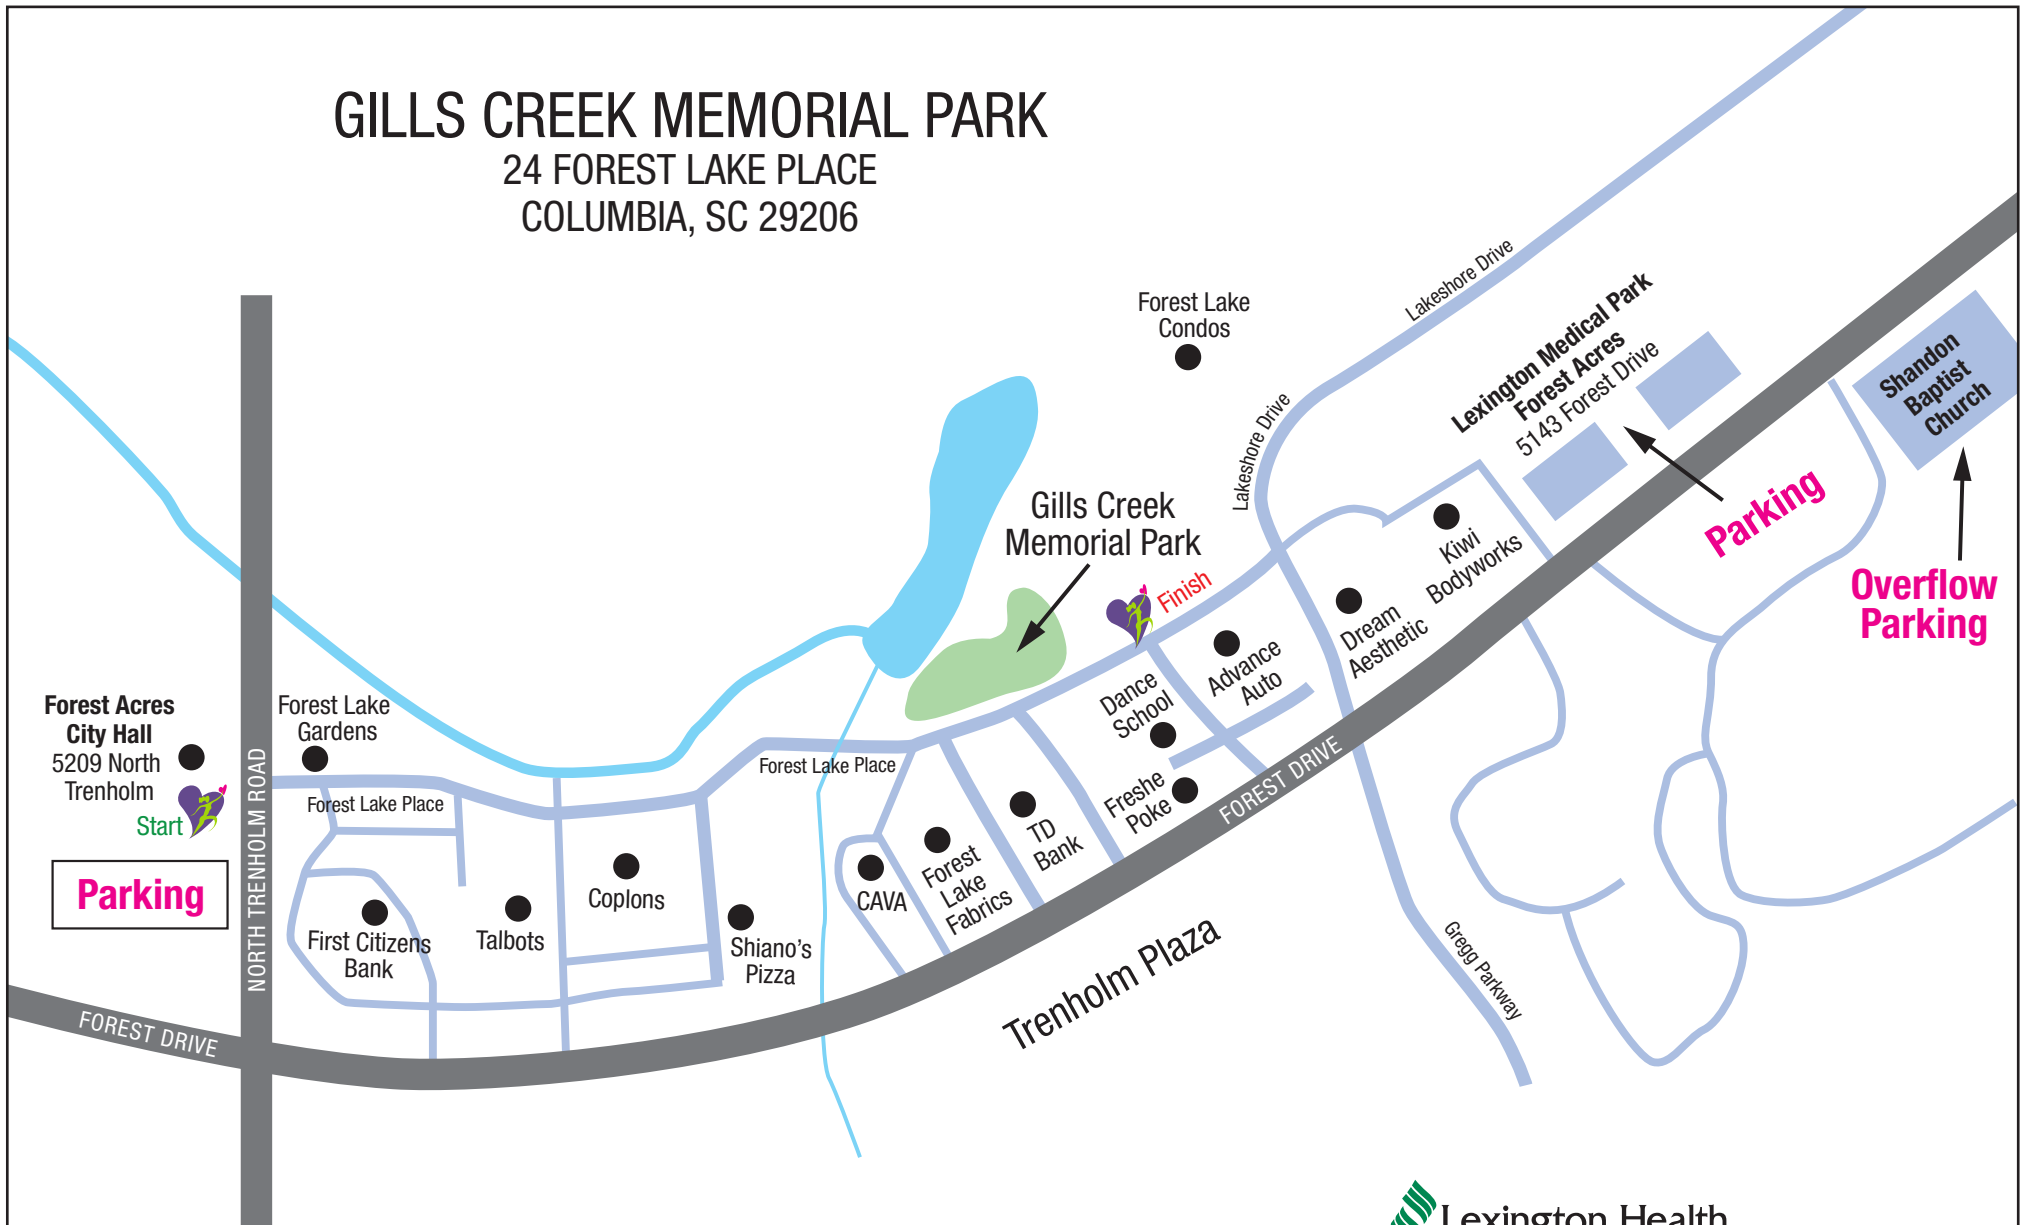 GILLS CREEK MEMORIAL PARK
24 FOREST LAKE PLACE
COLUMBIA, SC 29206
Forest Lake
Condos
Lakeshore Drive
Lakeshore Drive
Lexington Medical Park
Forest Acres
5143 Forest Drive
Shandon
Baptist
Church
Parking
Overflow
Parking
Gills Creek
Memorial Park
Finish
Kiwi
Bodyworks
Dream
Aesthetic
Advance
Auto
Dance
School
Freshe
Poke
FOREST DRIVE
Forest Acres
City Hall
5209 North
Trenholm
Start
Parking
NORTH TRENHOLM ROAD
Forest Lake
Gardens
Forest Lake Place
Forest Lake Place
First Citizens
Bank
Talbots
Coplons
Shiano's
Pizza
CAVA
Forest
Lake
Fabrics
TD
Bank
Trenholm Plaza
Gregg Parkway
FOREST DRIVE
Lexington Health